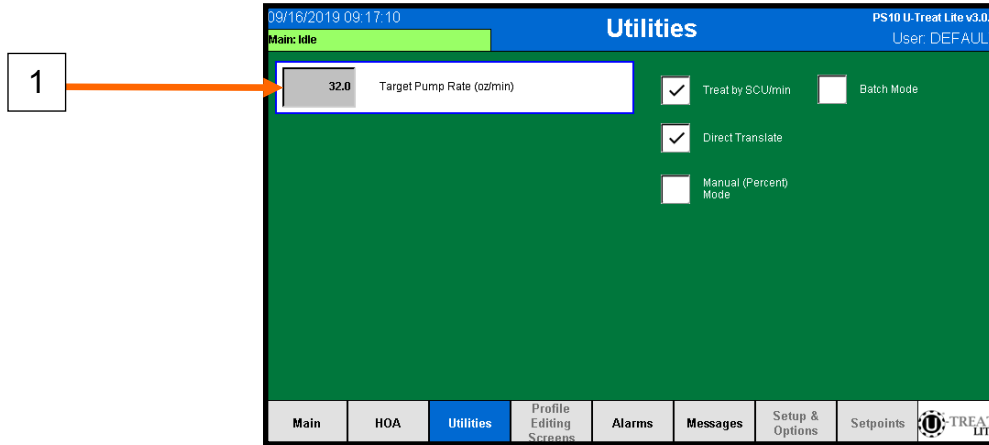 09/16/2019 09:17:10
Utilities
PS10 U-Treat Lite v3.0.
Main: Idle
User: DEFAUL
1
32.0 Target Pump Rate (oz/min)
Treat by SCU/min
Batch Mode
Direct Translate
Manual (Percent)
Mode
Main
HOA
Utilities
Profile
Editing
Screens
Alarms
Messages
Setup &
Options
Setpoints
U-TREAT
LIT